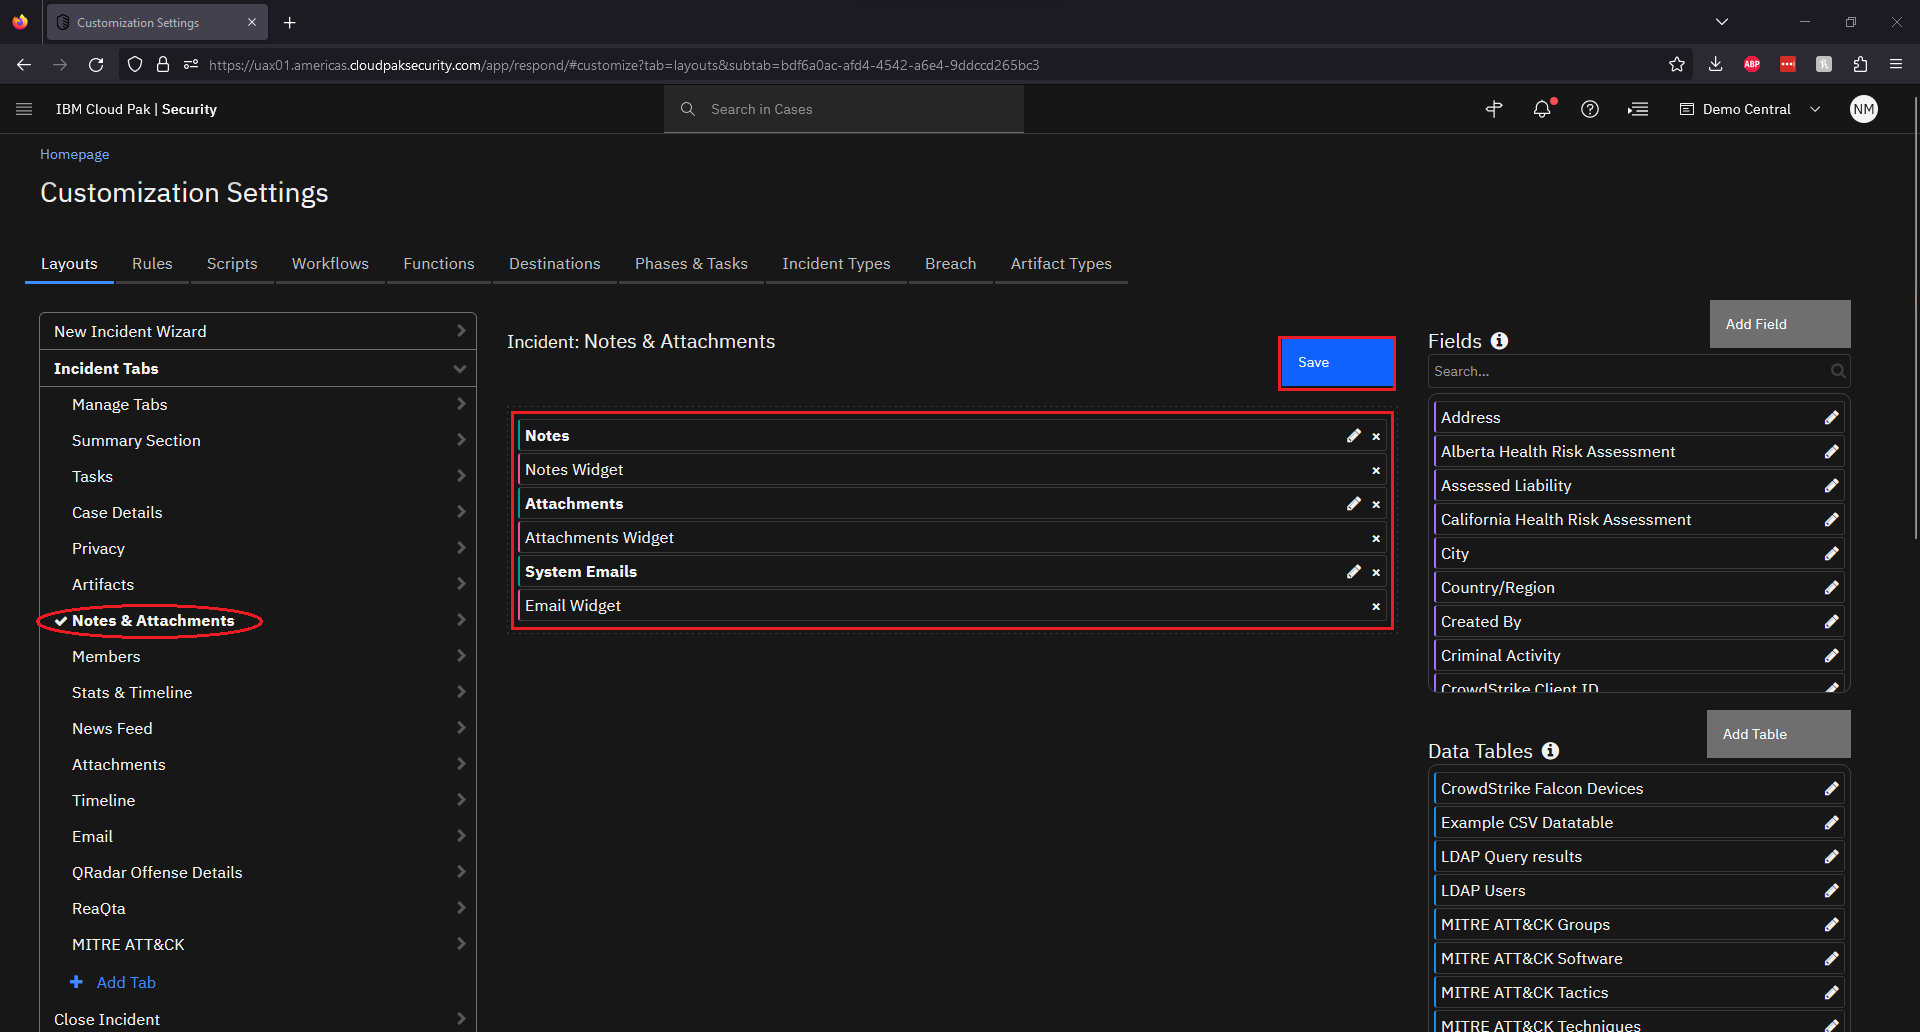 Customization Settings
https://uax01.americas.cloudpaksecurity.com/app/respond/#customize?tab=layouts&subtab=bdf6a0ac-afd4-4542-a6e4-9ddccd265bc3
ABP
IBM Cloud Pak | Security
Search in Cases
Demo Central
NM
Homepage
Customization Settings
Layouts
Rules
Scripts
Workflows
Functions
Destinations
Phases & Tasks
Incident Types
Breach
Artifact Types
New Incident Wizard
Incident Tabs
Manage Tabs
Summary Section
Tasks
Case Details
Privacy
Artifacts
Notes & Attachments
Members
Stats & Timeline
News Feed
Attachments
Timeline
Email
QRadar Offense Details
ReaQta
MITRE ATT&CK
Add Tab
Close Incident
Incident: Notes & Attachments
Save
Notes
Notes Widget
Attachments
Attachments Widget
System Emails
Email Widget
Fields
Add Field
Search...
Address
Alberta Health Risk Assessment
Assessed Liability
California Health Risk Assessment
City
Country/Region
Created By
Criminal Activity
CrowdStrike Client ID
Data Tables
Add Table
CrowdStrike Falcon Devices
Example CSV Datatable
LDAP Query results
LDAP Users
MITRE ATT&CK Groups
MITRE ATT&CK Software
MITRE ATT&CK Tactics
MITRE ATT&CK Techniques